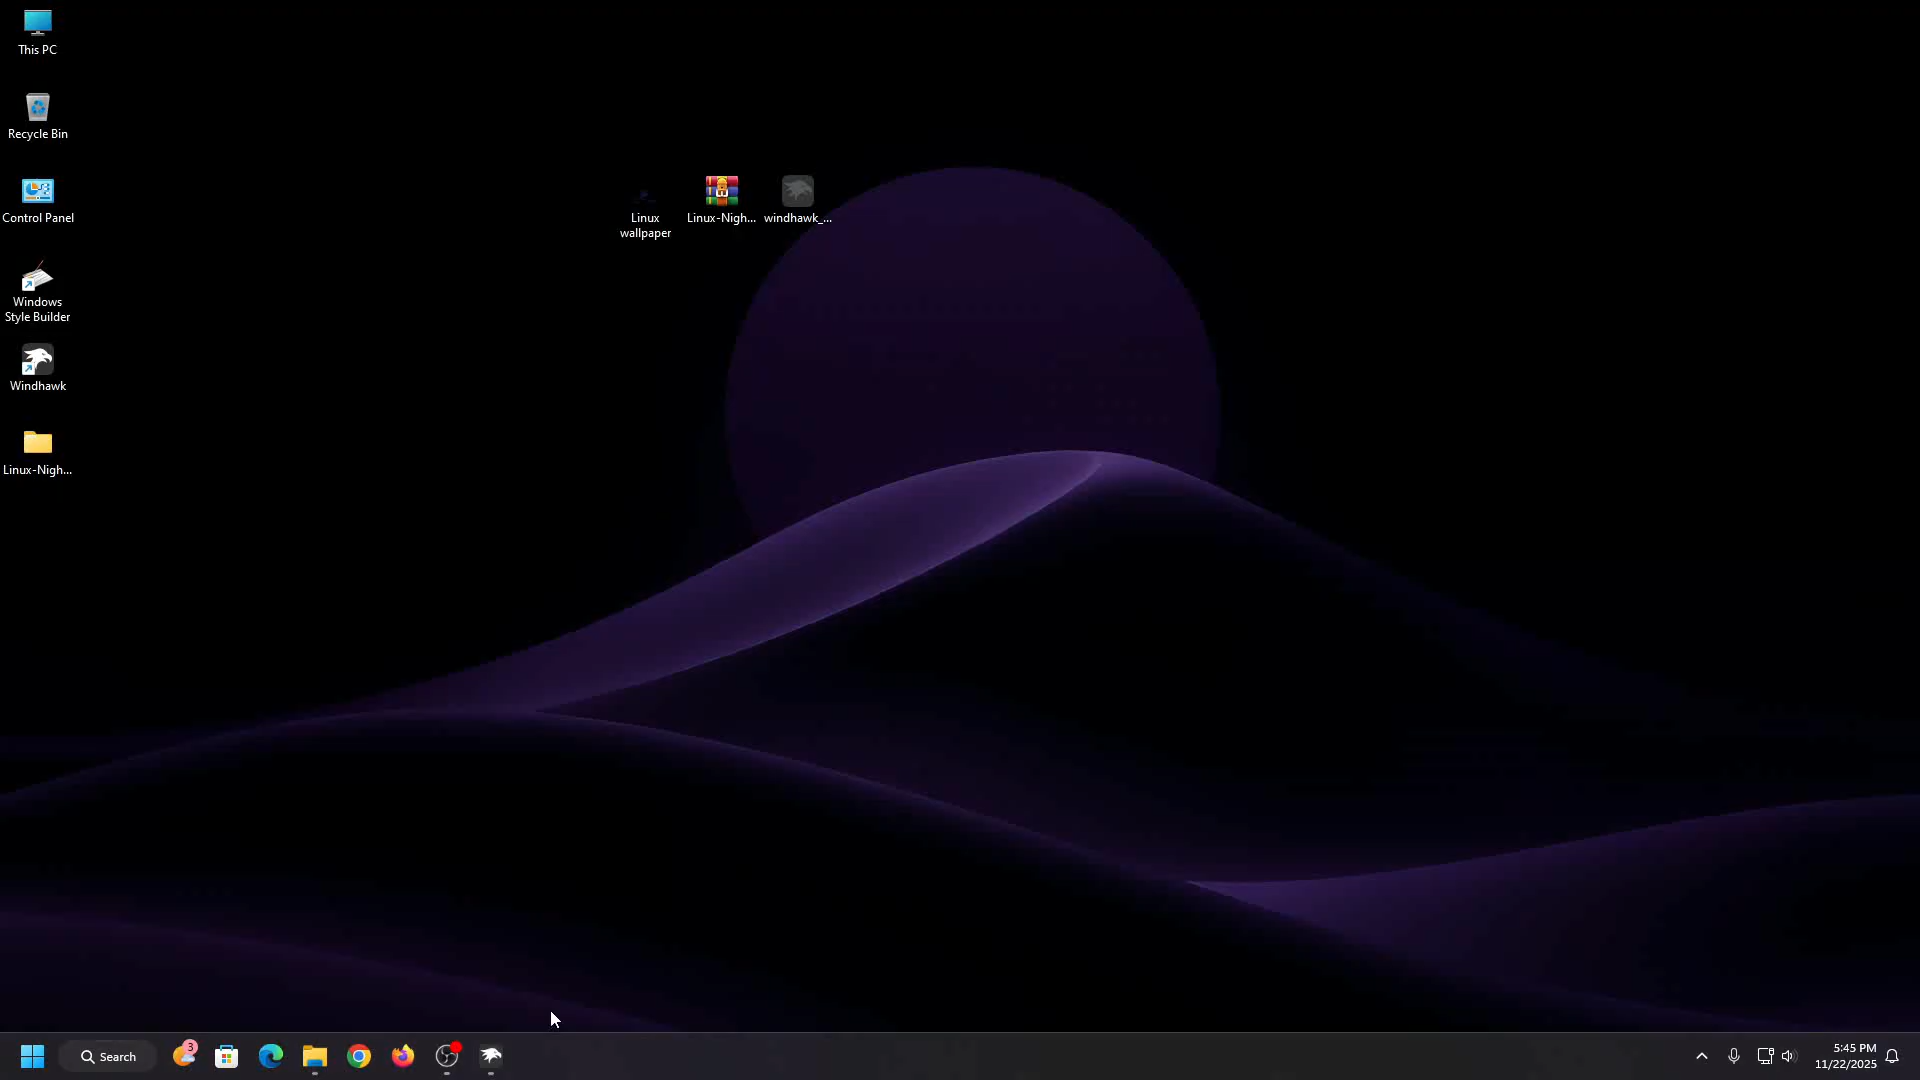 This PC
Recycle Bin
Control Panel
Windows
Style Builder
Windhawk
Linux-Nigh...
Linux
wallpaper
Linux-Nigh...
windhawk_...
Search
3
5:45 PM
11/22/2025